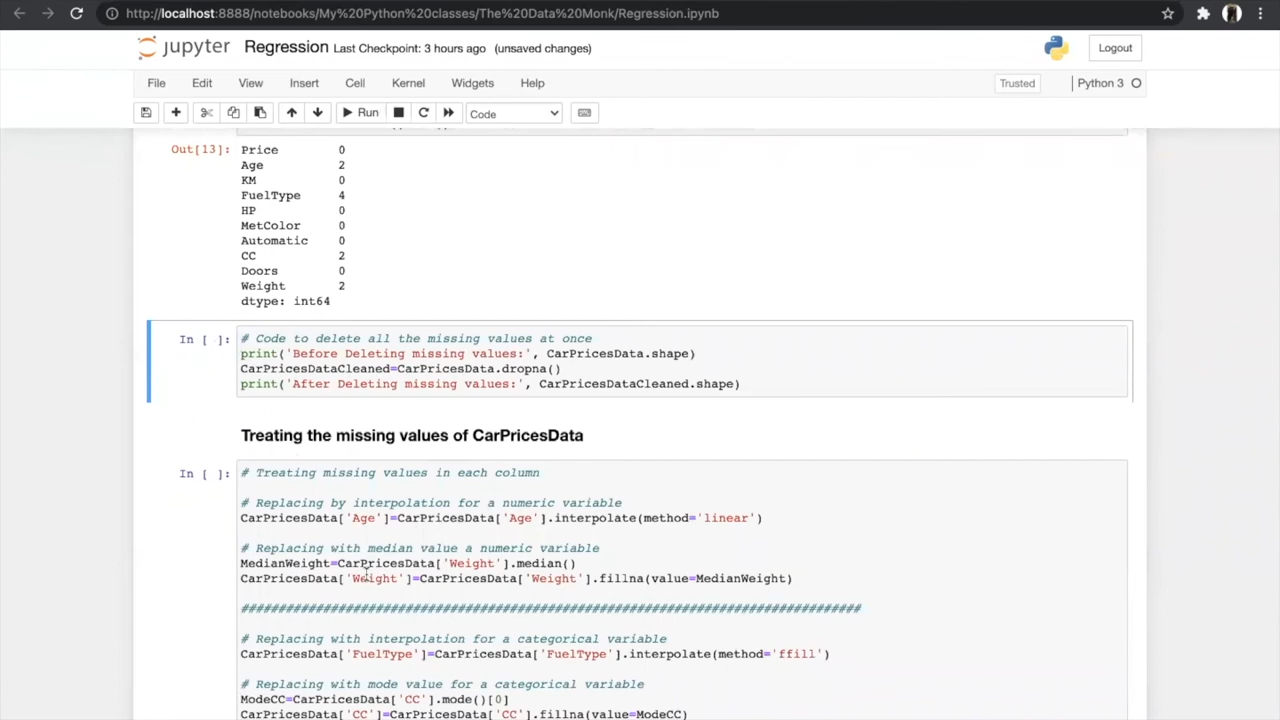 http://localhost:8888/notebooks/My%20Python%20classes/The%20Data%20Monk/Regression.ipynb
jupyter Regression Last Checkpoint: 3 hours ago (unsaved changes)
Logout
File Edit View Insert Cell Kernel Widgets Help
Trusted
Python 3
Run
Code
Out[13]:
Price 0
Age 2
KM 0
FuelType 4
HP 0
MetColor 0
Automatic 0
CC 2
Doors 0
Weight 2
dtype: int64
In [ ]:
# Code to delete all the missing values at once
print('Before Deleting missing values:', CarPricesData.shape)
CarPricesDataCleaned=CarPricesData.dropna()
print('After Deleting missing values:', CarPricesDataCleaned.shape)
Treating the missing values of CarPricesData
In [ ]:
# Treating missing values in each column
# Replacing by interpolation for a numeric variable
CarPricesData['Age']=CarPricesData['Age'].interpolate(method='linear')
# Replacing with median value a numeric variable
MedianWeight=CarPricesData['Weight'].median()
CarPricesData['Weight']=CarPricesData['Weight'].fillna(value=MedianWeight)
###################################################################################
# Replacing with interpolation for a categorical variable
CarPricesData['FuelType']=CarPricesData['FuelType'].interpolate(method='ffill')
# Replacing with mode value for a categorical variable
ModeCC=CarPricesData['CC'].mode()[0]
CarPricesData['CC']=CarPricesData['CC'].fillna(value=ModeCC)